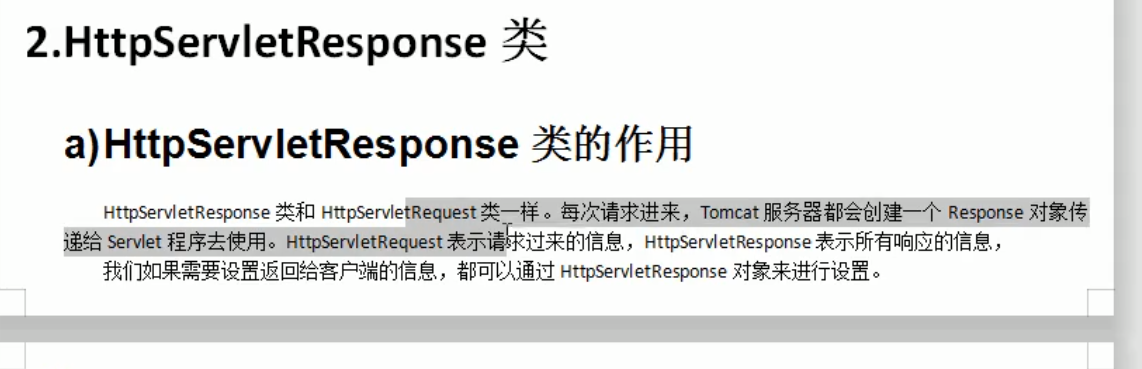 2.HttpServletResponse 类
a)HttpServletResponse 类的作用
HttpServletResponse 类和 HttpServletRequest 类一样。每次请求进来，Tomcat 服务器都会创建一个 Response 对象传
递给 Servlet 程序去使用。HttpServletRequest 表示请求过来的信息，HttpServletResponse 表示所有响应的信息，
我们如果需要设置返回给客户端的信息，都可以通过 HttpServletResponse 对象来进行设置。